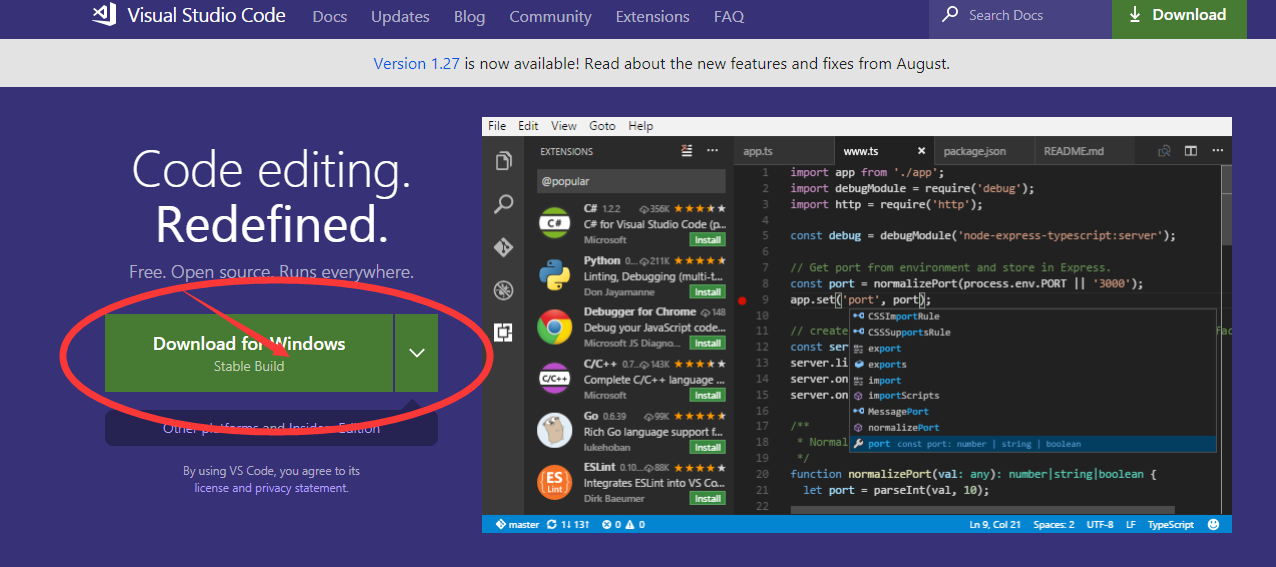 Visual Studio Code Docs Updates Blog Community Extensions FAQ Search Docs Download
Version 1.27 is now available! Read about the new features and fixes from August.
Code editing.
Redefined.
Free. Open source. Runs everywhere.
Download for Windows
Stable Build
Other platforms and Insiders Edition
By using VS Code, you agree to its
license and privacy statement.
File Edit View Goto Help
EXTENSIONS
@popular
C# 1.2.2 356K
C# for Visual Studio Code (p...
Microsoft Install
Python 0.... 211K
Linting, Debugging (multi-t...
Don Jayamanne Install
Debugger for Chrome 148
Debug your JavaScript code...
Microsoft JS Diagno... Install
C/C++ 0.7... 143K
Complete C/C++ language ...
Microsoft Install
Go 0.6.39 99K
Rich Go language support f...
lukehoban Install
ESLint 0.10... 88K
Integrates ESLint into VS Co...
Dirk Baeumer Install
app.ts www.ts package.json README.md
1 import app from './app';
2 import debugModule = require('debug');
3 import http = require('http');
4
5 const debug = debugModule('node-express-typescript:server');
6
7 // Get port from environment and store in Express.
8 const port = normalizePort(process.env.PORT || '3000');
9 app.set('port', port);
10 CSSImportRule
CSSSupportsRule
11 // create
12 const ser export
13 server.li exports
14 server.on import
15 server.on importScripts
16 MessagePort
17 /** normalizePort
18 * Normal port const port: number | string | boolean
19 */
20 function normalizePort(val: any): number|string|boolean {
21 let port = parseInt(val, 10);
22
master 1↓ 13↑ 0 0 Ln 9, Col 21 Spaces: 2 UTF-8 LF TypeScript